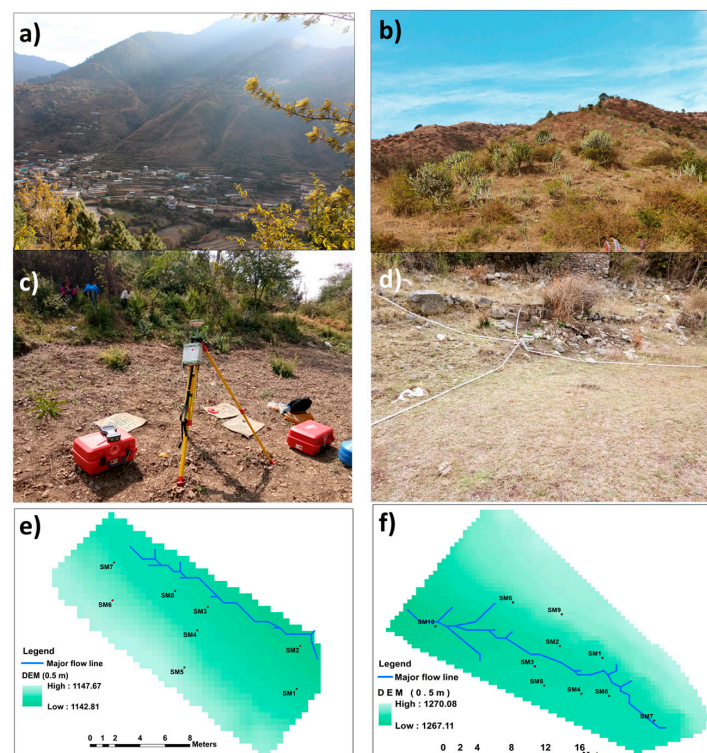 a)
b)
c)
d)
e)
SM7
SM8
SM6
SM3
SM4
SM2
SM5
SM1
Legend
Major flow line
DEM (0.5 m)
High : 1147.67
Low : 1142.81
0 2 4 6 8
Meters
f)
SM6
SM9
SM10
SM2
SM1
SM3
SM5
SM4
SM8
SM7
Legend
Major flow line
DEM (0.5m)
High : 1270.08
Low : 1267.11
0 2 4 8 12 16